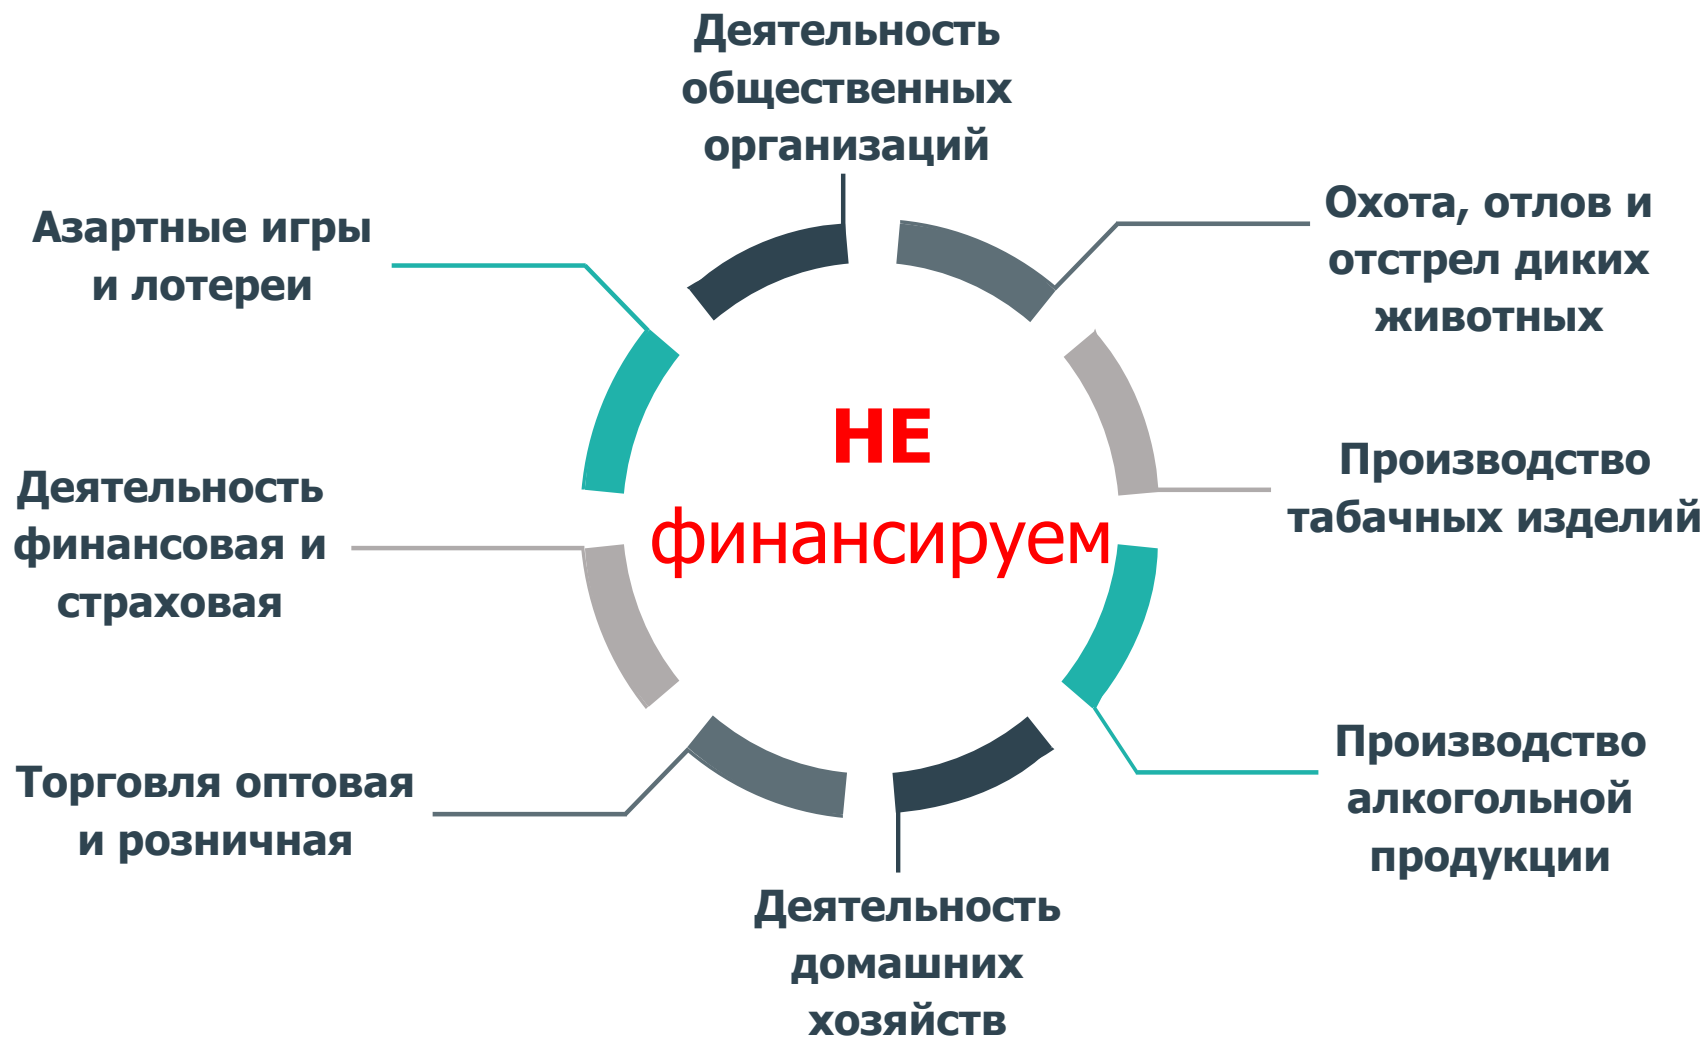 Деятельность
общественных
организаций
Охота, отлов и
отстрел диких
животных
Азартные игры
и лотереи
НЕ
финансируем
Производство
табачных изделий
Деятельность
финансовая и
страховая
Производство
алкогольной
продукции
Торговля оптовая
и розничная
Деятельность
домашних
хозяйств